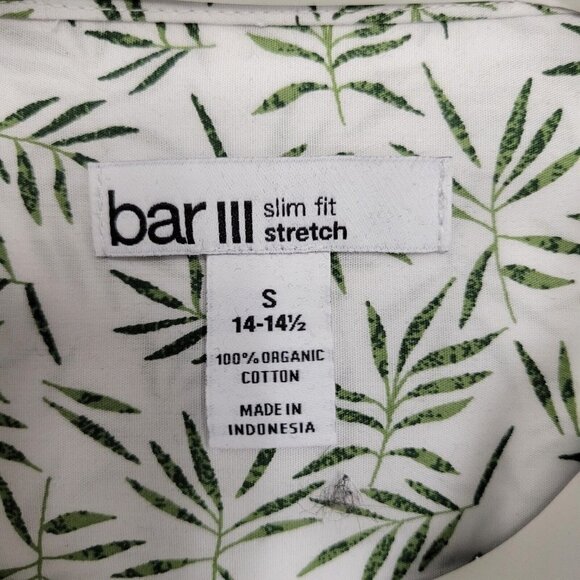 bar III slim fit
stretch
S
14-14½
100% ORGANIC
COTTON
MADE IN
INDONESIA